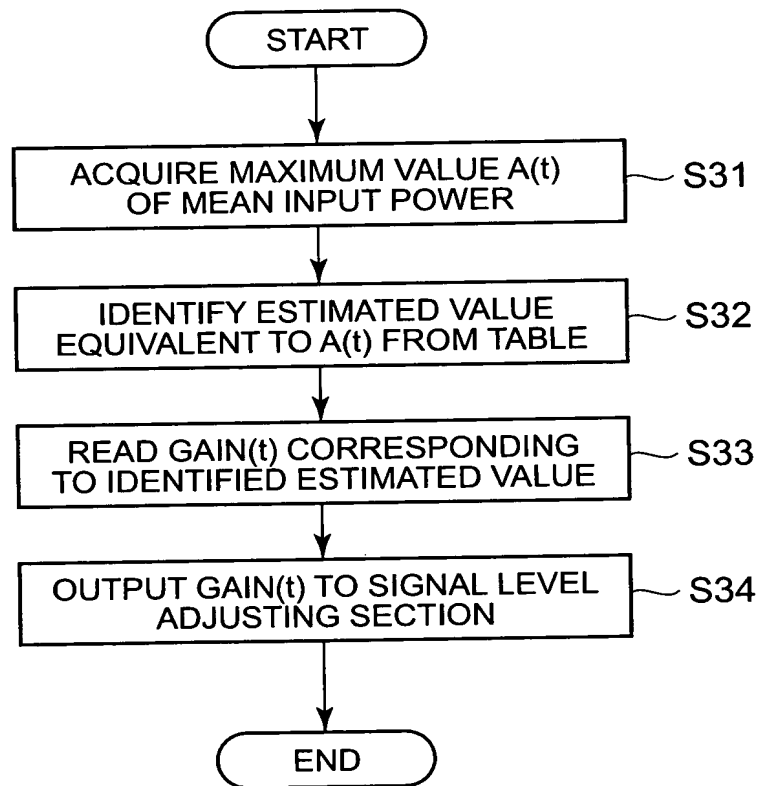 START
ACQUIRE MAXIMUM VALUE A(t)
OF MEAN INPUT POWER
S31
IDENTIFY ESTIMATED VALUE
EQUIVALENT TO A(t) FROM TABLE
S32
READ GAIN(t) CORRESPONDING
TO IDENTIFIED ESTIMATED VALUE
S33
OUTPUT GAIN(t) TO SIGNAL LEVEL
ADJUSTING SECTION
S34
END